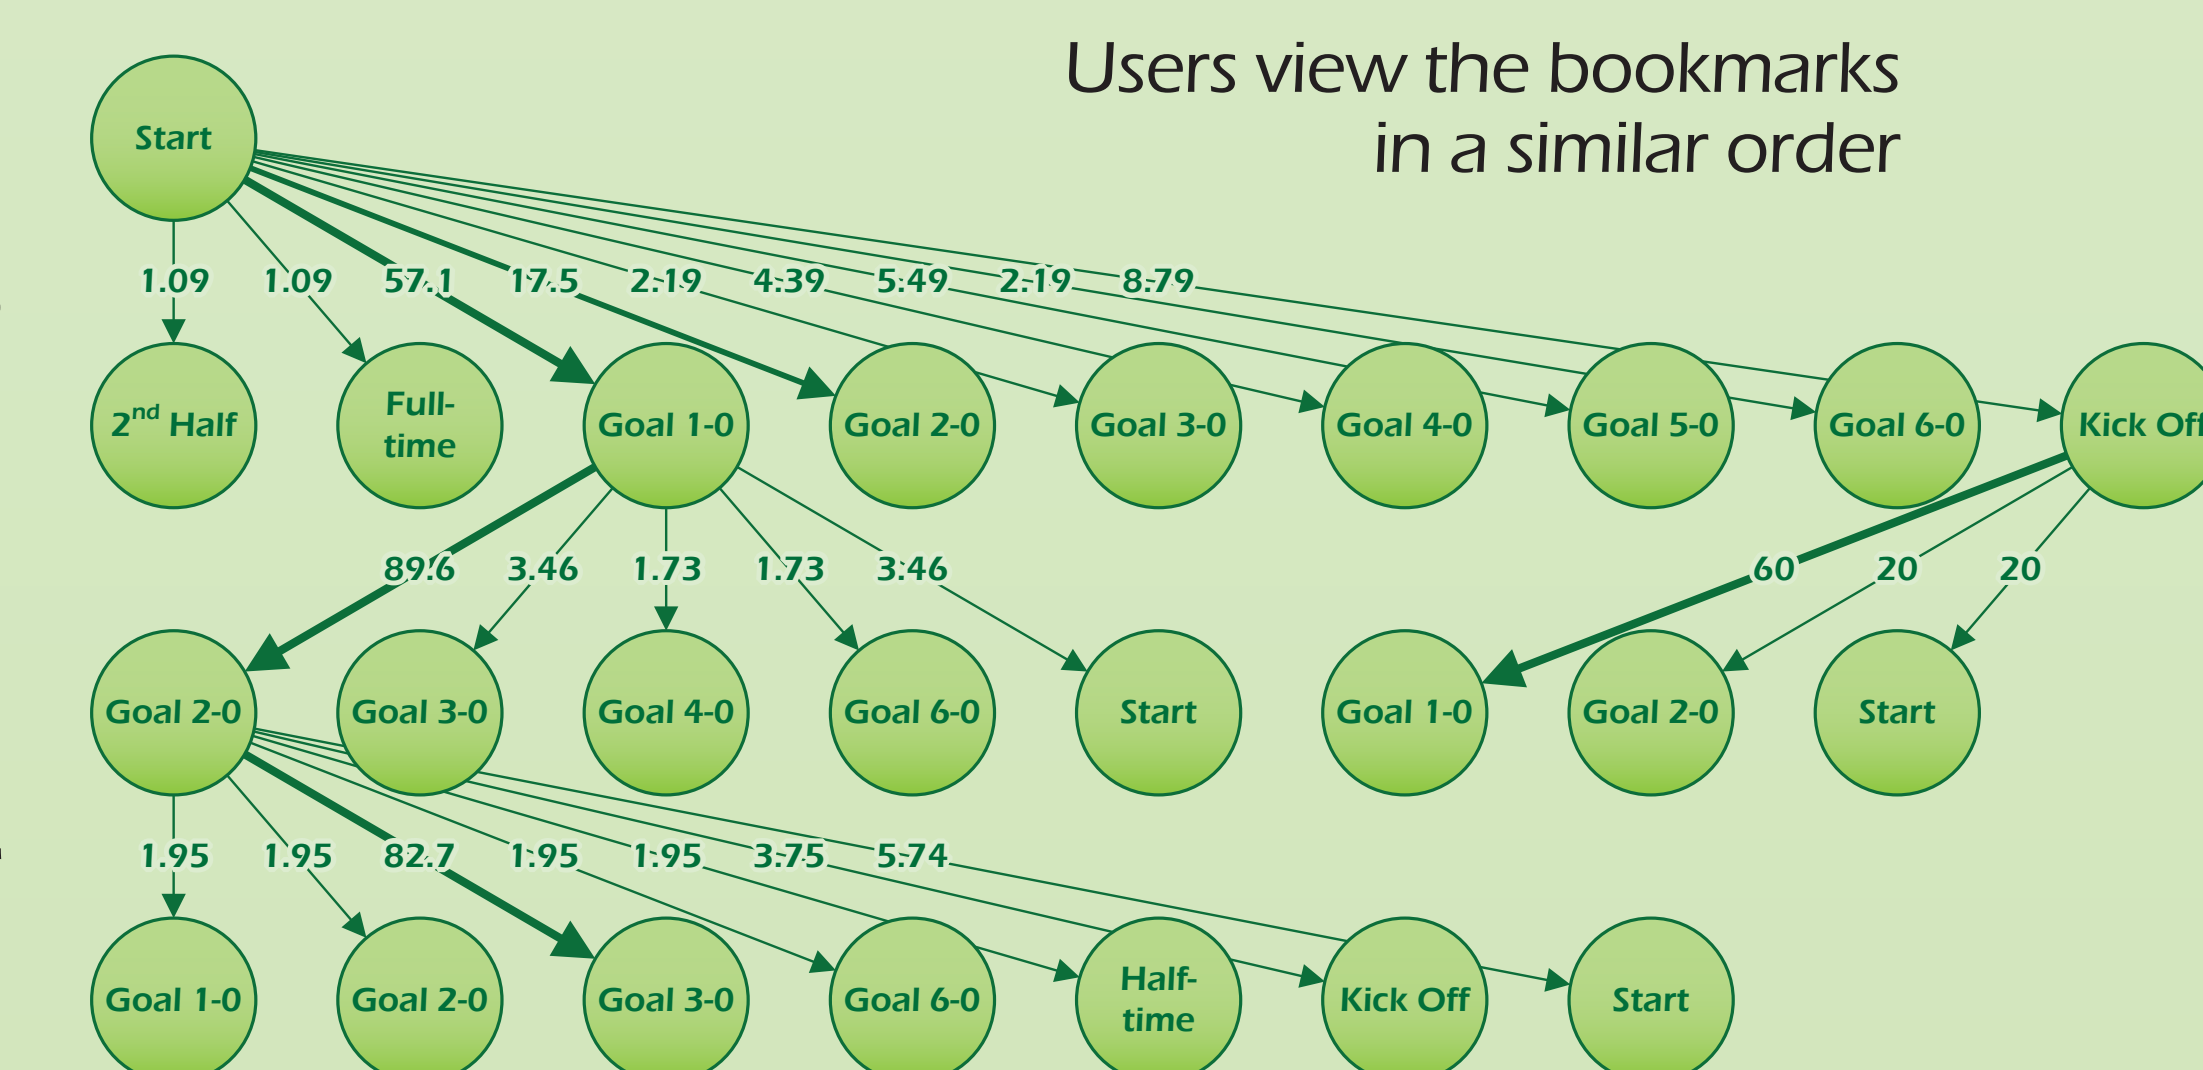 Users view the bookmarks
in a similar order
Start
1.09 1.09 57.1 17.5 2.19 4.39 5.49 2.19 8.79
2nd Half
Full-
time
Goal 1-0
Goal 2-0
Goal 3-0
Goal 4-0
Goal 5-0
Goal 6-0
Kick Off
89.6 3.46 1.73 1.73 3.46 60 20 20
Goal 2-0
Goal 3-0
Goal 4-0
Goal 6-0
Start
Goal 1-0
Goal 2-0
Start
1.95 1.95 82.7 1.95 1.95 3.75 5.74
Goal 1-0
Goal 2-0
Goal 3-0
Goal 6-0
Half-
time
Kick Off
Start